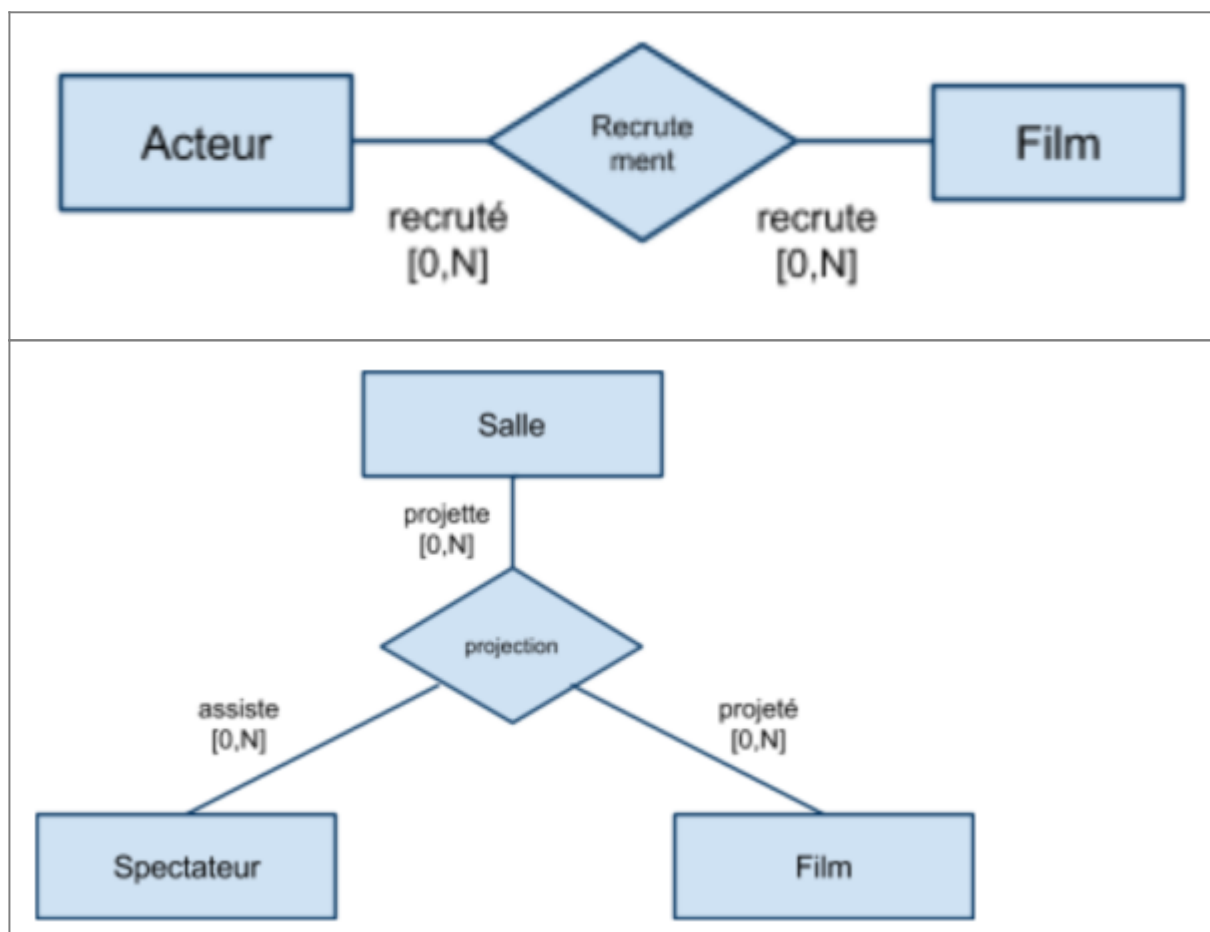 Acteur
Recrute
ment
Film
recruté
[0,N]
recrute
[0,N]
Salle
projette
[0,N]
projection
assiste
[0,N]
projeté
[0,N]
Spectateur
Film